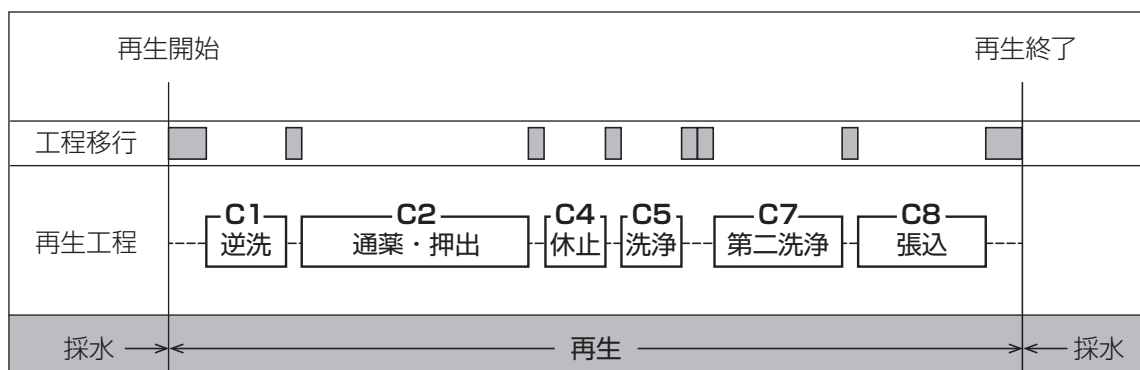 再生開始 再生終了
工程移行
C1 C2 C4 C5 C7 C8
再生工程 逆洗 通薬・押出 休止 洗浄 第二洗浄 張込
採水 再生 採水